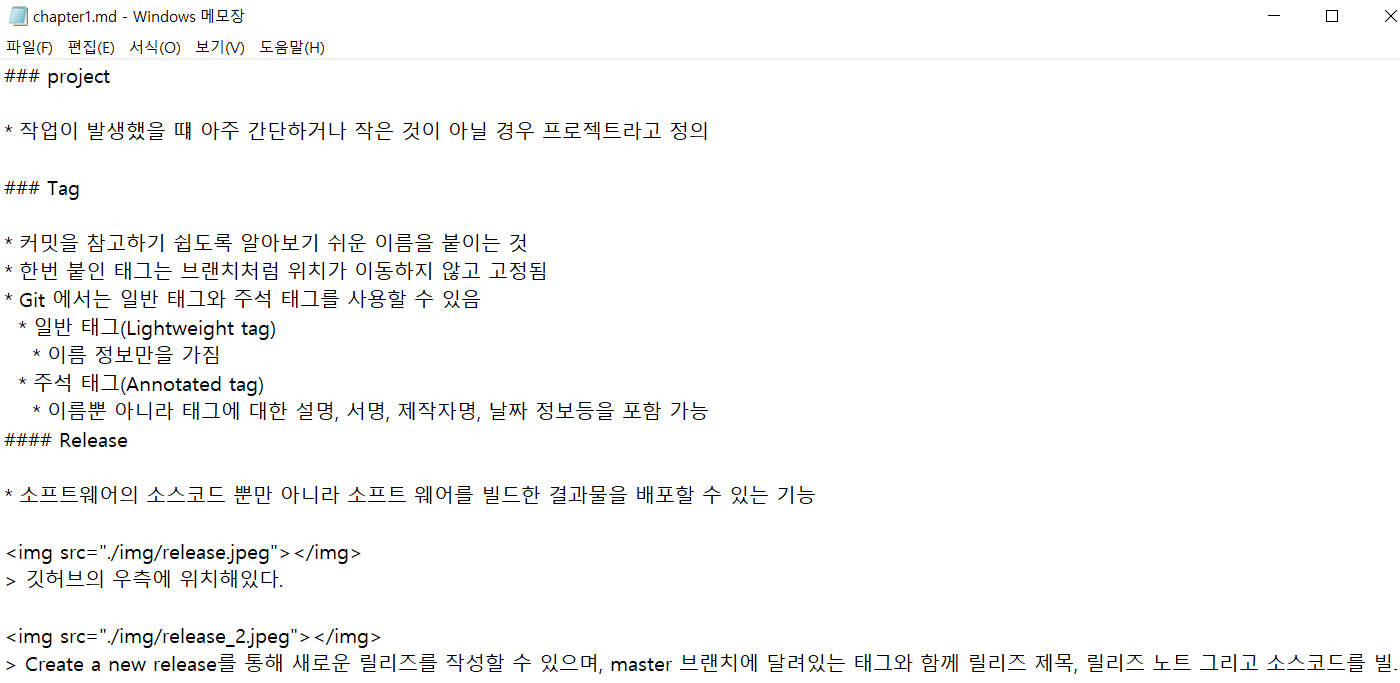 chapter1.md - Windows 메모장
파일(F) 편집(E) 서식(O) 보기(V) 도움말(H)
### project
* 작업이 발생했을 떄 아주 간단하거나 작은 것이 아닐 경우 프로젝트라고 정의
### Tag
* 커밋을 참고하기 쉽도록 알아보기 쉬운 이름을 붙이는 것
* 한번 붙인 태그는 브랜치처럼 위치가 이동하지 않고 고정됨
* Git 에서는 일반 태그와 주석 태그를 사용할 수 있음
* 일반 태그(Lightweight tag)
* 이름 정보만을 가짐
* 주석 태그(Annotated tag)
* 이름뿐 아니라 태그에 대한 설명, 서명, 제작자명, 날짜 정보등을 포함 가능
#### Release
* 소프트웨어의 소스코드 뿐만 아니라 소프트 웨어를 빌드한 결과물을 배포할 수 있는 기능
<img src="./img/release.jpeg"></img>
> 깃허브의 우측에 위치해있다.
<img src="./img/release_2.jpeg"></img>
> Create a new release를 통해 새로운 릴리즈를 작성할 수 있으며, master 브랜치에 달려있는 태그와 함께 릴리즈 제목, 릴리즈 노트 그리고 소스코드를 빌